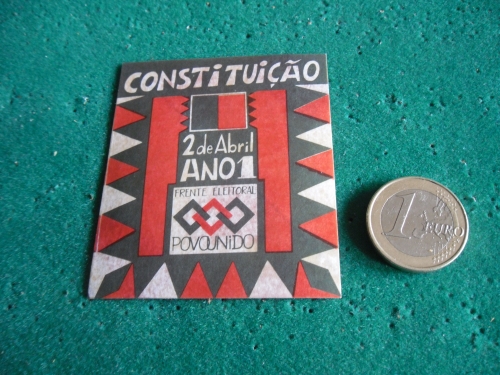 CONSTITUIÇÃO
2 de Abril
ANO 1
FRENTE ELEITORAL
POVO UNIDO
1 EURO